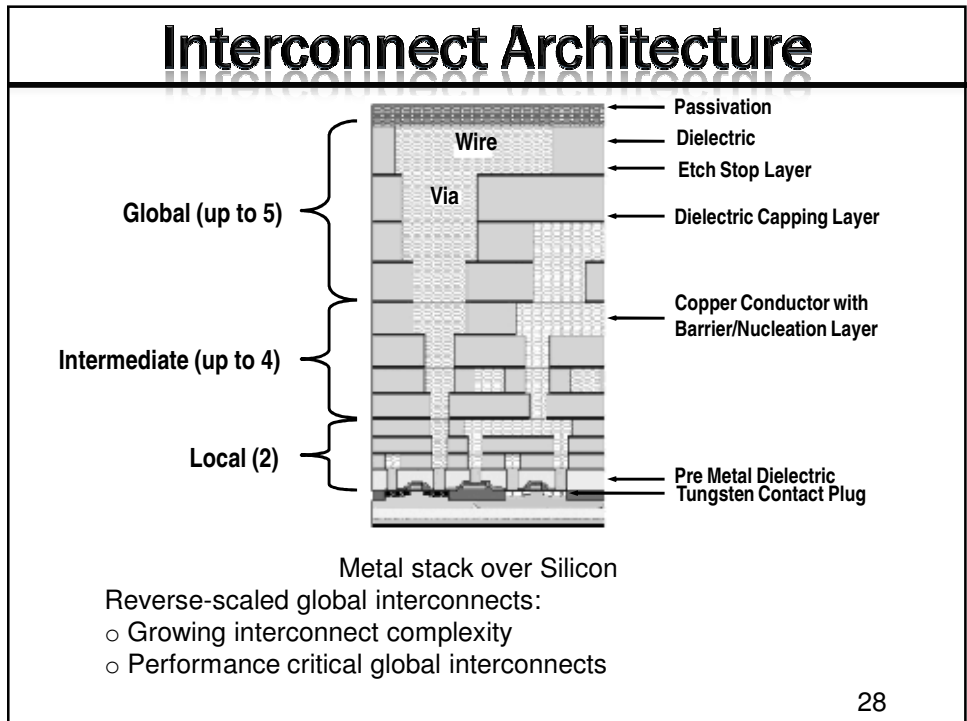 Interconnect Architecture
Passivation
Wire
Dielectric
Etch Stop Layer
Via
Global (up to 5)
Dielectric Capping Layer
Copper Conductor with
Barrier/Nucleation Layer
Intermediate (up to 4)
Local (2)
Pre Metal Dielectric
Tungsten Contact Plug
Metal stack over Silicon
Reverse-scaled global interconnects:
o Growing interconnect complexity
o Performance critical global interconnects
28